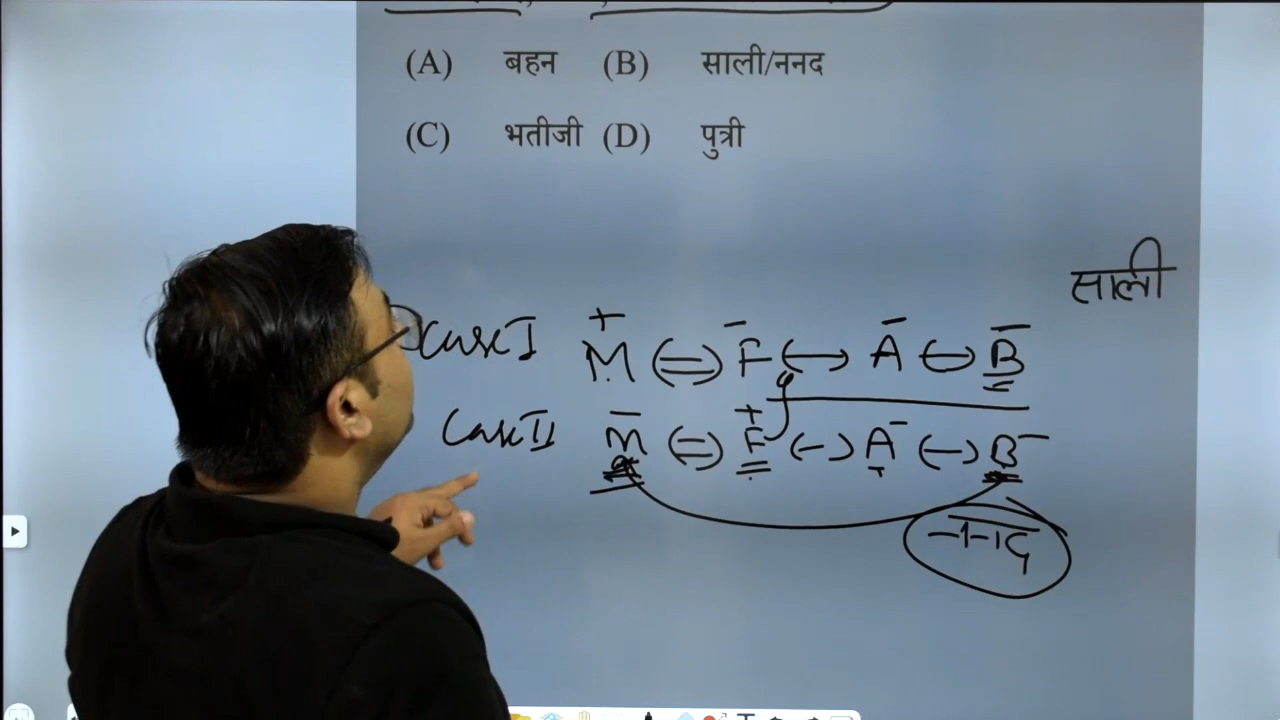 (A) बहन (B) साली/ननद
(C) भतीजी (D) पुत्री
साली
Case I + M (=) - F (↔) - A (↔) - B
Case II - M (=) + F (↔) A - (↔) B -
ननद